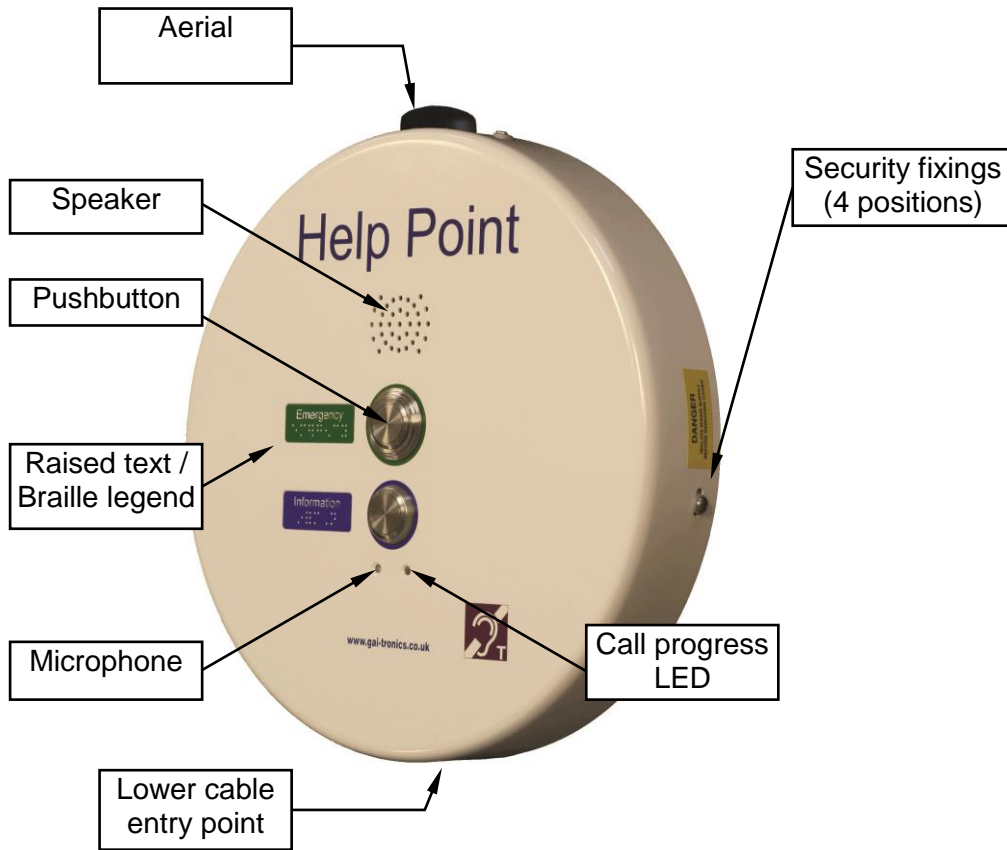 Aerial
Speaker
Security fixings
(4 positions)
Help Point
Pushbutton
Emergency
Raised text /
Braille legend
Information
DANGER
Microphone
www.gai-tronics.co.uk
T
Call progress
LED
Lower cable
entry point